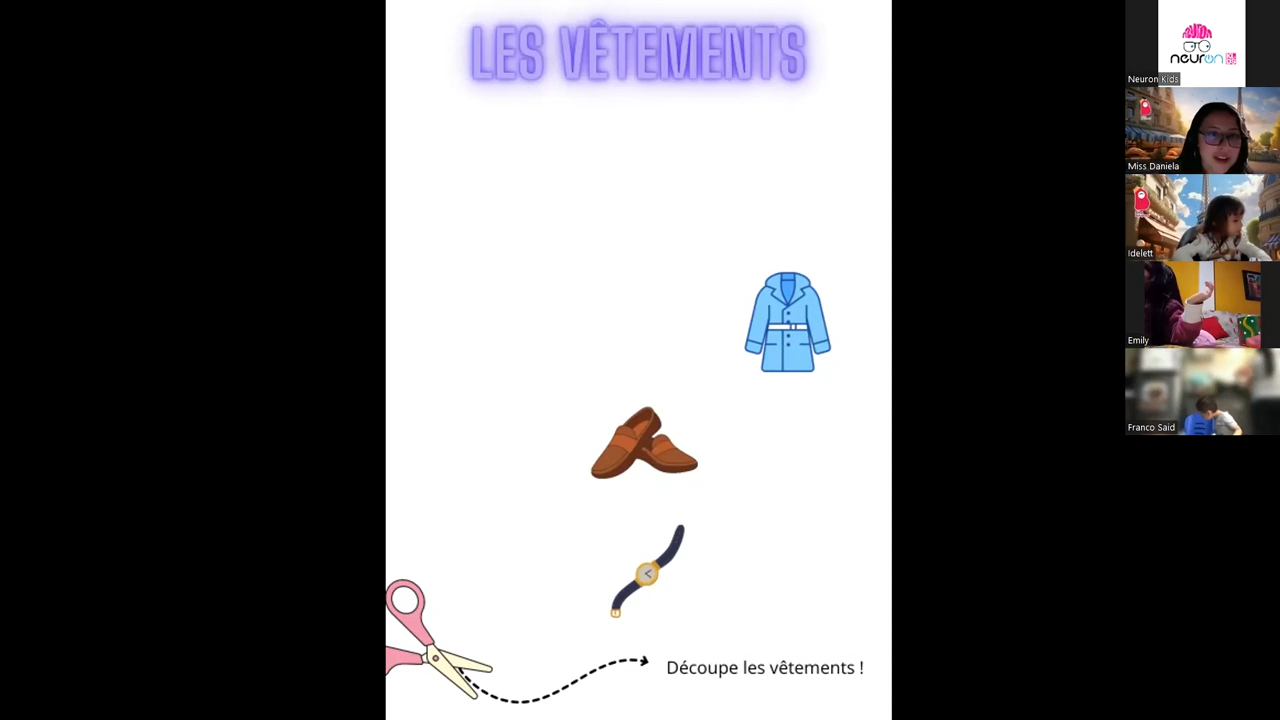 LES VÊTEMENTS
Découpe les vêtements !
neuron
Neuron Kids
Miss Daniela
Idelett
Emily
Franco Said